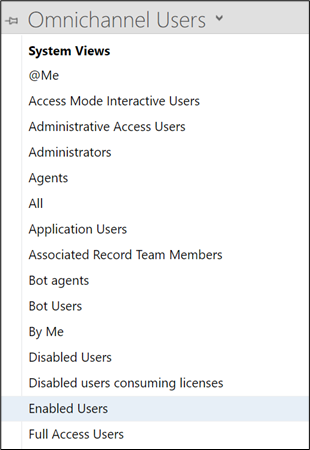 Omnichannel Users
System Views
@Me
Access Mode Interactive Users
Administrative Access Users
Administrators
Agents
All
Application Users
Associated Record Team Members
Bot agents
Bot Users
By Me
Disabled Users
Disabled users consuming licenses
Enabled Users
Full Access Users